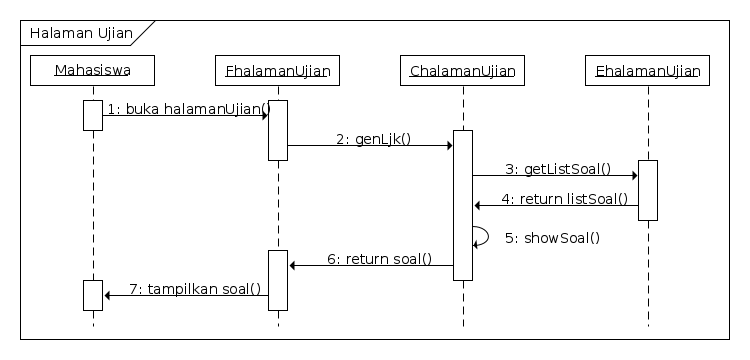 Halaman Ujian
Mahasiswa
FhalamanUjian
ChalamanUjian
EhalamanUjian
1: buka halamanUjian()
2: genLjk()
3: getListSoal()
4: return listSoal()
5: showSoal()
6: return soal()
7: tampilkan soal()